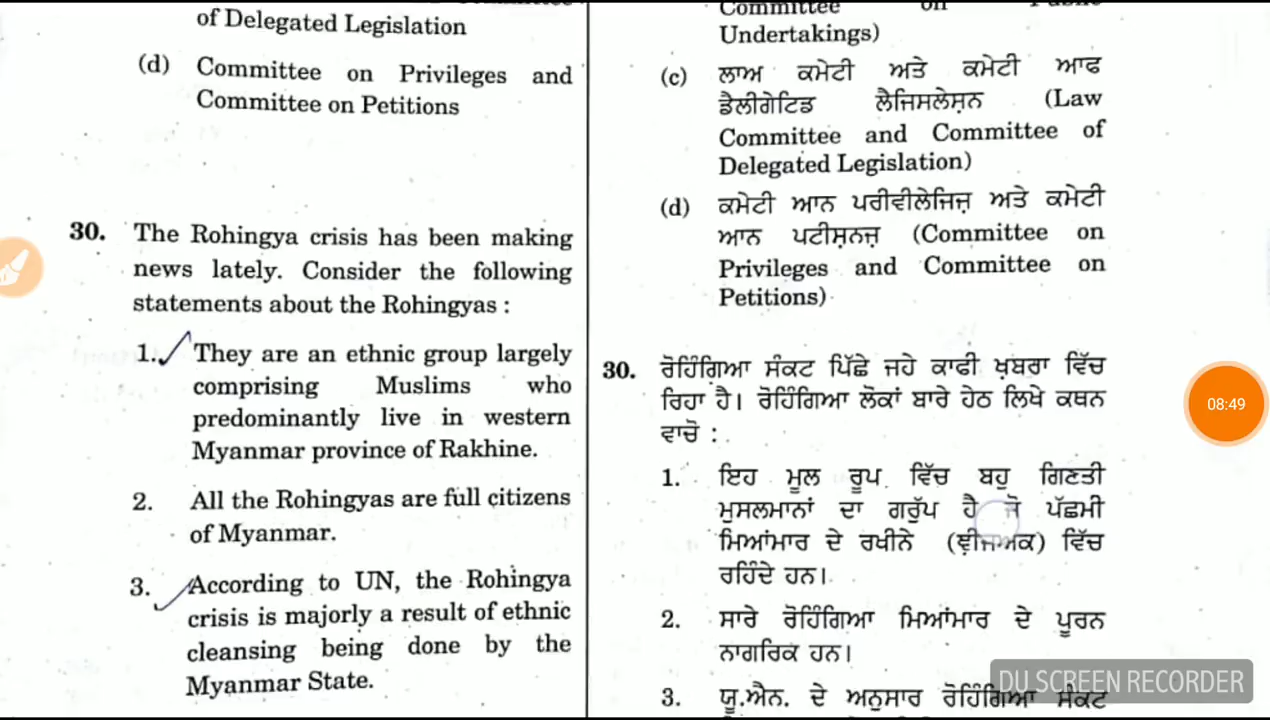 of Delegated Legislation
(d) Committee on Privileges and
Committee on Petitions
30. The Rohingya crisis has been making
news lately. Consider the following
statements about the Rohingyas :
1. They are an ethnic group largely
comprising Muslims who
predominantly live in western
Myanmar province of Rakhine.
2. All the Rohingyas are full citizens
of Myanmar.
3. According to UN, the Rohingya
crisis is majorly a result of ethnic
cleansing being done by the
Myanmar State.
Committee on Public
Undertakings)
(c) ਲਾਅ ਕਮੇਟੀ ਅਤੇ ਕਮੇਟੀ ਆਫ
ਡੈਲੀਗੇਟਿਡ ਲੈਜਿਸਲੇਸ਼ਨ (Law
Committee and Committee of
Delegated Legislation)
(d) ਕਮੇਟੀ ਆਨ ਪਰੀਵੀਲੇਜਿਜ਼ ਅਤੇ ਕਮੇਟੀ
ਆਨ ਪਟੀਸ਼ਨਜ਼ (Committee on
Privileges and Committee on
Petitions)
30. ਰੋਹਿੰਗਿਆ ਸੰਕਟ ਪਿੱਛੇ ਜਹੇ ਕਾਫੀ ਖ਼ਬਰਾ ਵਿੱਚ
ਰਿਹਾ ਹੈ। ਰੋਹਿੰਗਿਆ ਲੋਕਾਂ ਬਾਰੇ ਹੇਠ ਲਿਖੇ ਕਥਨ
ਵਾਚੋ :
1. ਇਹ ਮੂਲ ਰੂਪ ਵਿੱਚ ਬਹੁ ਗਿਣਤੀ
ਮੁਸਲਮਾਨਾਂ ਦਾ ਗਰੁੱਪ ਹੈ ਜੋ ਪੱਛਮੀ
ਮਿਆਂਮਾਰ ਦੇ ਰਖੀਨੇ ਵਿੱਚ
ਰਹਿੰਦੇ ਹਨ।
2. ਸਾਰੇ ਰੋਹਿੰਗਿਆ ਮਿਆਂਮਾਰ ਦੇ ਪੂਰਨ
ਨਾਗਰਿਕ ਹਨ।
3. ਯੂ.ਐਨ. ਦੇ ਅਨੁਸਾਰ ਰੋਹਿੰਗਿਆ ਸੰਕਟ
08:49
DU SCREEN RECORDER